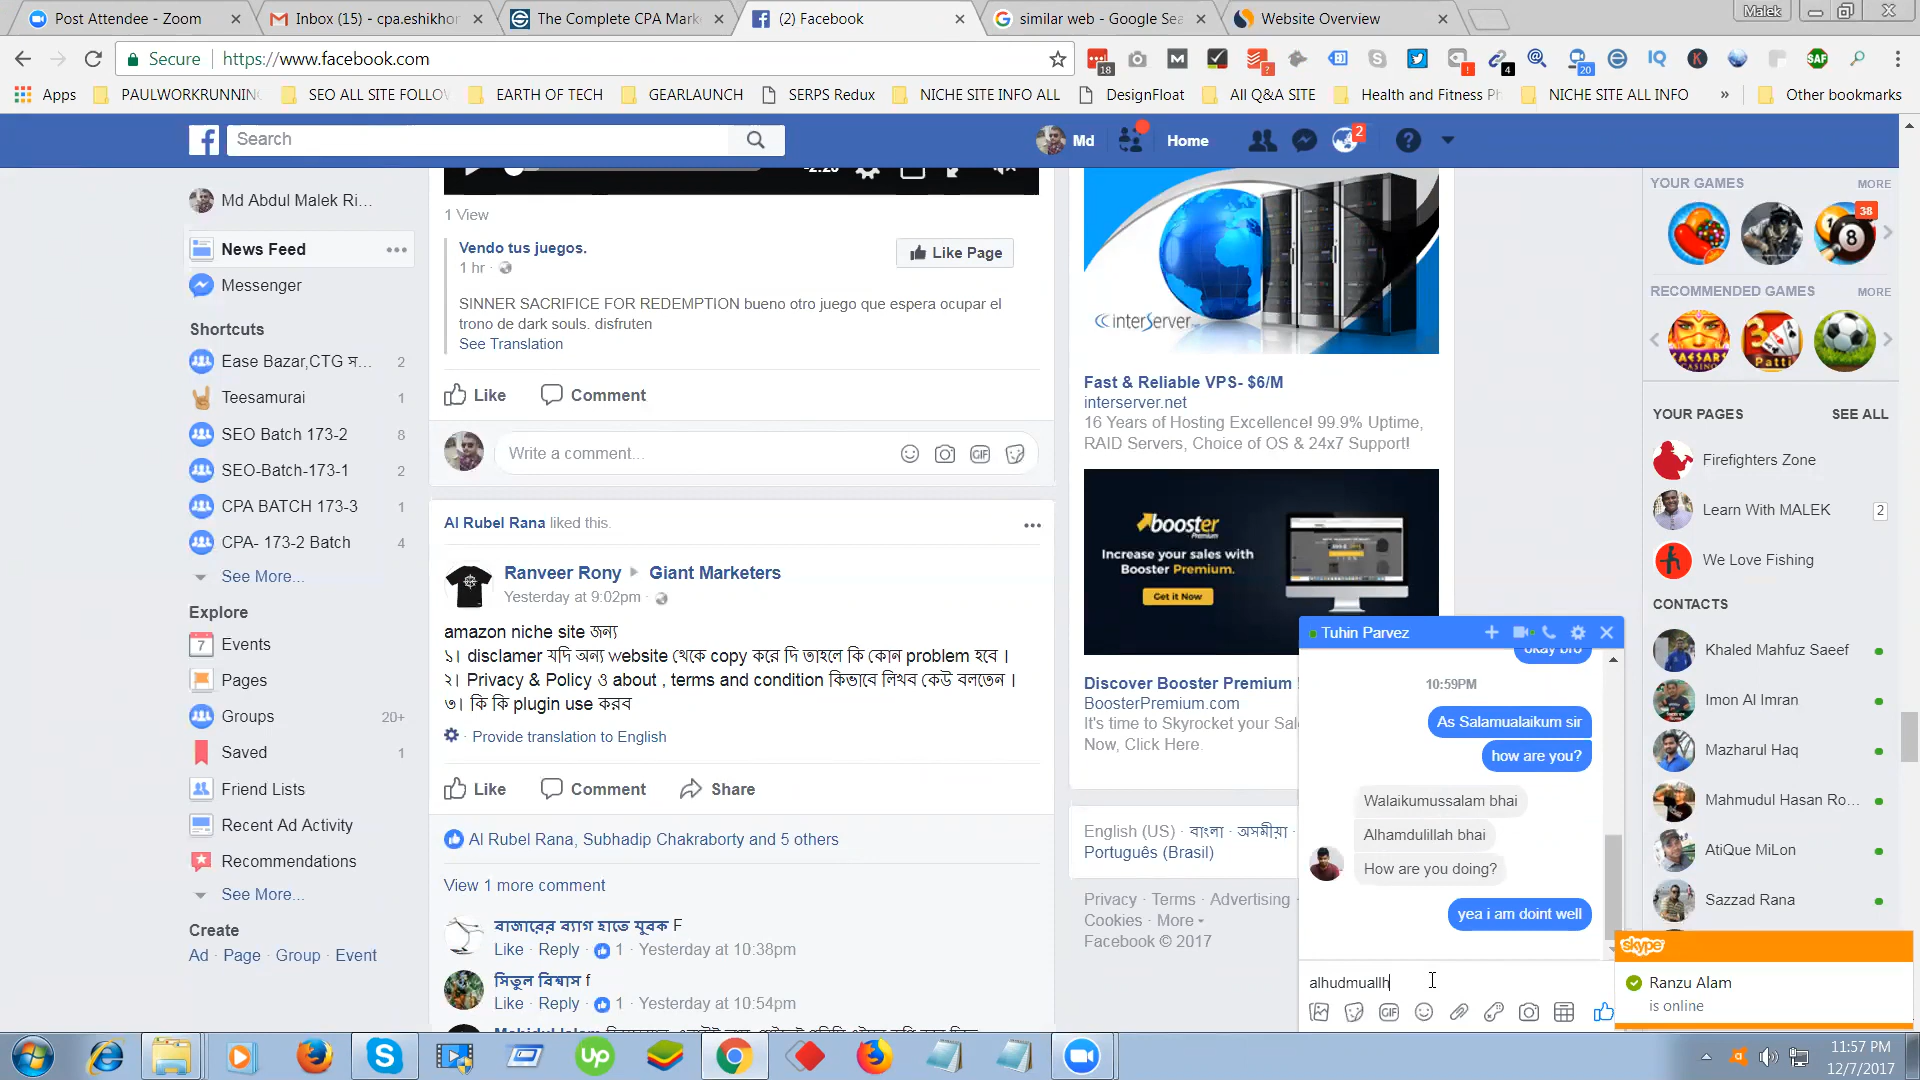 Post Attendee - Zoom
Inbox (15) - cpa.eshikhon
The Complete CPA Mark
(2) Facebook
similar web - Google Sea
Website Overview
Malek
Secure
https://www.facebook.com
Apps
PAULWORKRUNNING
SEO ALL SITE FOLLOW
EARTH OF TECH
GEARLAUNCH
SERPS Redux
NICHE SITE INFO ALL
DesignFloat
All Q&A SITE
Health and Fitness Ph
NICHE SITE ALL INFO
Other bookmarks
Search
Md
Home
2
Md Abdul Malek Ri...
News Feed
Messenger
Shortcuts
Ease Bazar,CTG স... 2
Teesamurai 1
SEO Batch 173-2 8
SEO-Batch-173-1 2
CPA BATCH 173-3 1
CPA- 173-2 Batch 4
See More...
Explore
Events
Pages
Groups 20+
Saved 1
Friend Lists
Recent Ad Activity
Recommendations
See More...
Create
Ad · Page · Group · Event
-2:20
1 View
Vendo tus juegos.
1 hr ·
Like Page
SINNER SACRIFICE FOR REDEMPTION bueno otro juego que espera ocupar el
trono de dark souls. disfruten
See Translation
Like Comment
Write a comment...
Al Rubel Rana liked this.
Ranveer Rony Giant Marketers
Yesterday at 9:02pm ·
amazon niche site জন্য
১। disclamer যদি অন্য website থেকে copy করে দি তাহলে কি কোন problem হবে ।
২। Privacy & Policy ও about , terms and condition কিভাবে লিখব কেউ বলতেন ।
৩। কি কি plugin use করব
· Provide translation to English
Like Comment Share
Al Rubel Rana, Subhadip Chakraborty and 5 others
View 1 more comment
বাজারের ব্যাগ হাতে যুবক F
Like · Reply · 1 · Yesterday at 10:38pm
সিতুল বিশ্বাস f
Like · Reply · 1 · Yesterday at 10:54pm
interServer
Fast & Reliable VPS- $6/M
interserver.net
16 Years of Hosting Excellence! 99.9% Uptime,
RAID Servers, Choice of OS & 24x7 Support!
booster
Premium
Increase your sales with
Booster Premium.
Get it Now
Discover Booster Premium !
BoosterPremium.com
It's time to Skyrocket your Sal
Now, Click Here.
English (US) · বাংলা · অসমীয়া ·
Português (Brasil)
Privacy · Terms · Advertising ·
Cookies · More
Facebook © 2017
YOUR GAMES MORE
38
RECOMMENDED GAMES MORE
YOUR PAGES SEE ALL
Firefighters Zone
Learn With MALEK 2
We Love Fishing
CONTACTS
Khaled Mahfuz Saeef
Imon Al Imran
Mazharul Haq
Mahmudul Hasan Ro...
AtiQue MiLon
Sazzad Rana
Tuhin Parvez
okay bro
10:59PM
As Salamualaikum sir
how are you?
Walaikumussalam bhai
Alhamdulillah bhai
How are you doing?
yea i am doint well
alhudmuallh
skype
Ranzu Alam
is online
11:57 PM
12/7/2017